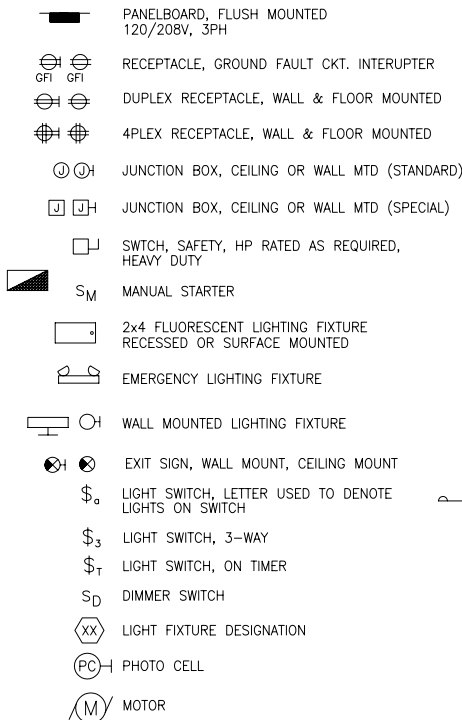 PANELBOARD, FLUSH MOUNTED
120/208V, 3PH
GFI GFI RECEPTACLE, GROUND FAULT CKT. INTERUPTER
DUPLEX RECEPTACLE, WALL & FLOOR MOUNTED
4PLEX RECEPTACLE, WALL & FLOOR MOUNTED
J J JUNCTION BOX, CEILING OR WALL MTD (STANDARD)
J J JUNCTION BOX, CEILING OR WALL MTD (SPECIAL)
SWTCH, SAFETY, HP RATED AS REQUIRED,
HEAVY DUTY
SM MANUAL STARTER
2x4 FLUORESCENT LIGHTING FIXTURE
RECESSED OR SURFACE MOUNTED
EMERGENCY LIGHTING FIXTURE
WALL MOUNTED LIGHTING FIXTURE
EXIT SIGN, WALL MOUNT, CEILING MOUNT
$a LIGHT SWITCH, LETTER USED TO DENOTE
LIGHTS ON SWITCH
$3 LIGHT SWITCH, 3-WAY
$T LIGHT SWITCH, ON TIMER
SD DIMMER SWITCH
XX LIGHT FIXTURE DESIGNATION
PC PHOTO CELL
M MOTOR